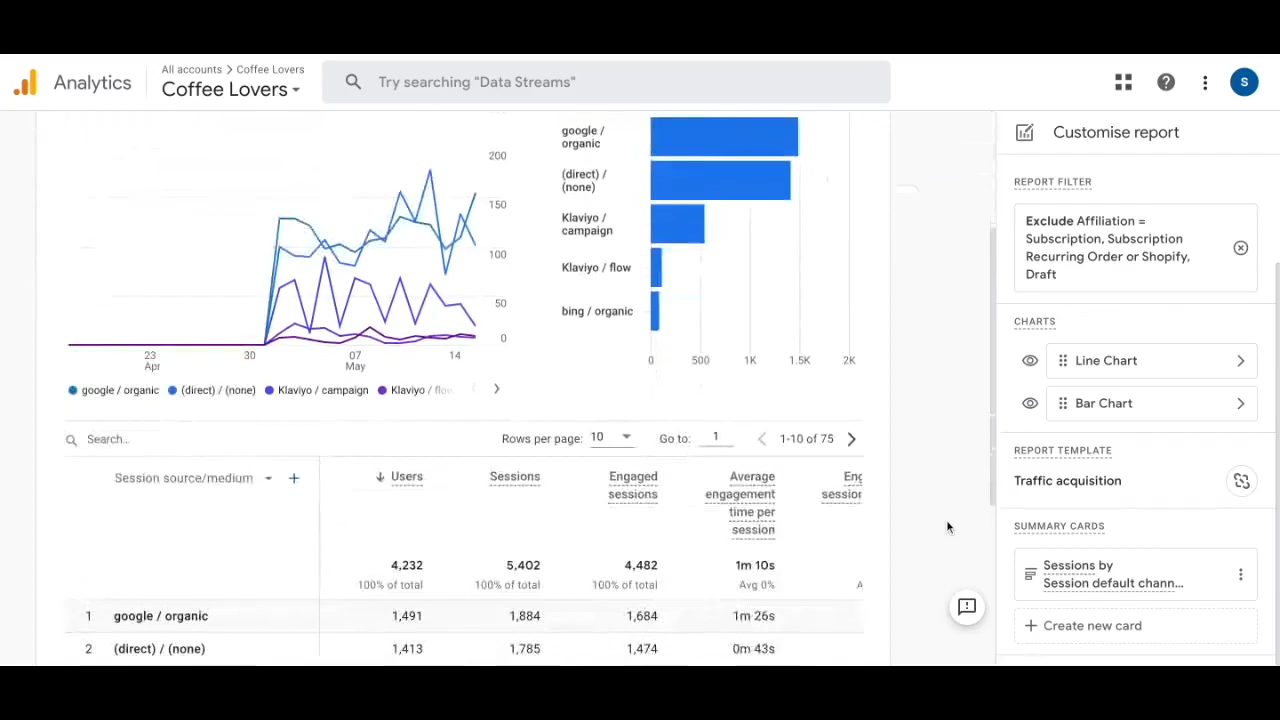 Analytics
All accounts > Coffee Lovers
Coffee Lovers
Try searching "Data Streams"
S
200
150
100
50
0
23
Apr
30
07
May
14
google / organic
(direct) / (none)
Klaviyo / campaign
Klaviyo / flow
google /
organic
(direct) /
(none)
Klaviyo /
campaign
Klaviyo / flow
bing / organic
0
500
1K
1.5K
2K
Search...
Rows per page: 10
Go to: 1
1-10 of 75
Session source/medium
Users
Sessions
Engaged
sessions
Average
engagement
time per
session
Eng
session
4,232
5,402
4,482
1m 10s
100% of total
100% of total
100% of total
Avg 0%
A
1 google / organic 1,491 1,884 1,684 1m 26s
2 (direct) / (none) 1,413 1,785 1,474 0m 43s
Customise report
REPORT FILTER
Exclude Affiliation =
Subscription, Subscription
Recurring Order or Shopify,
Draft
CHARTS
Line Chart
Bar Chart
REPORT TEMPLATE
Traffic acquisition
SUMMARY CARDS
Sessions by
Session default chann...
+ Create new card